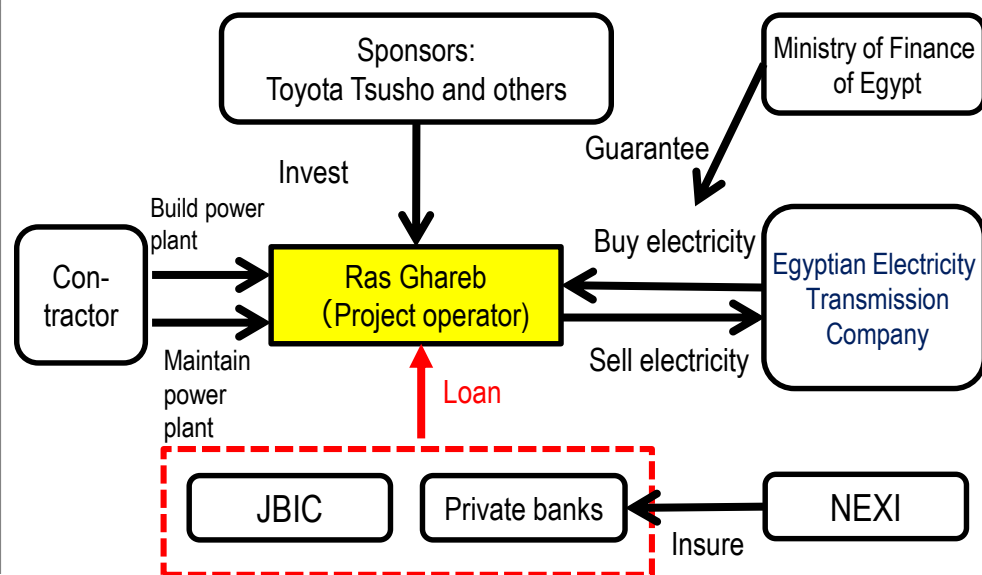 Sponsors:
Toyota Tsusho and others
Ministry of Finance
of Egypt
Guarantee
Invest
Build power
plant
Con-
tractor
Maintain
power
plant
Ras Ghareb
（Project operator)
Buy electricity
Sell electricity
Egyptian Electricity
Transmission
Company
Loan
JBIC
Private banks
Insure
NEXI